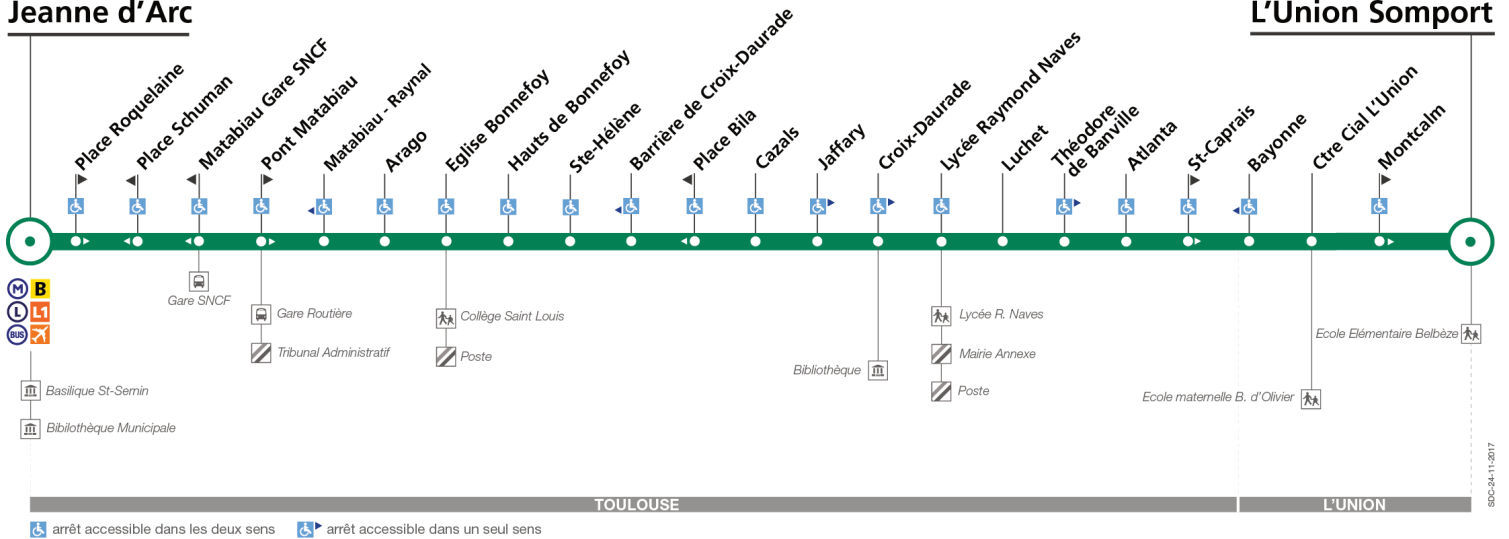 Jeanne d'Arc
L'Union Somport
Place Roquelaine
Place Schuman
Matabiau Gare SNCF
Pont Matabiau
Matabiau - Raynal
Arago
Eglise Bonnefoy
Hauts de Bonnefoy
Ste-Hélène
Barrière de Croix-Daurade
Place Bila
Cazals
Jaffary
Croix-Daurade
Lycée Raymond Naves
Luchet
Théodore
de Banville
Atlanta
St-Caprais
Bayonne
Ctre Cial L'Union
Montcalm
M B
L L1
BUS
Gare SNCF
Gare Routière
Tribunal Administratif
Collège Saint Louis
Poste
Bibliothèque
Lycée R. Naves
Mairie Annexe
Poste
Ecole Elémentaire Belbèze
Ecole maternelle B. d'Olivier
Basilique St-Sernin
Bibilothèque Municipale
SDC-24-11-2017
TOULOUSE
L'UNION
arrêt accessible dans les deux sens
arrêt accessible dans un seul sens